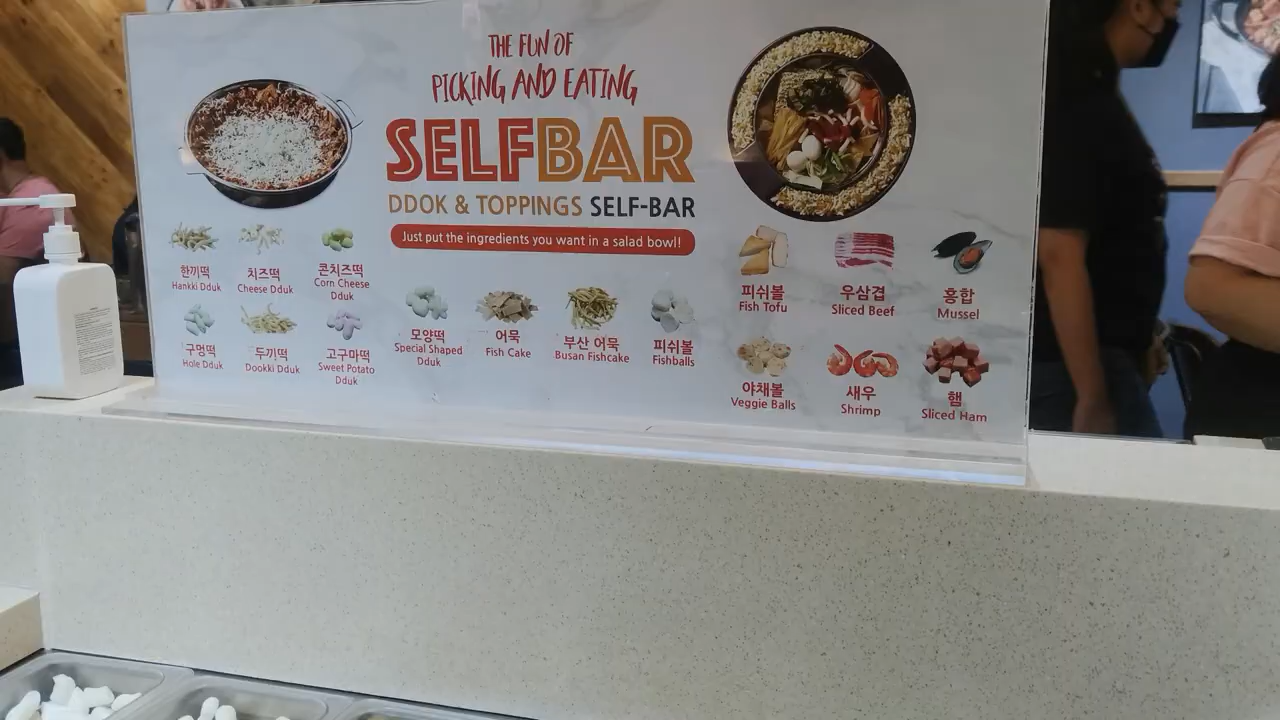 THE FUN OF
PICKING AND EATING
SELFBAR
DDOK & TOPPINGS SELF-BAR
Just put the ingredients you want in a salad bowl!
한끼떡
Hankki Dduk
치즈떡
Cheese Dduk
콘치즈떡
Corn Cheese
Dduk
구멍떡
Hole Dduk
두끼떡
Dookki Dduk
고구마떡
Sweet Potato
Dduk
모양떡
Special Shaped
Dduk
어묵
Fish Cake
부산 어묵
Busan Fishcake
피쉬볼
Fishballs
피쉬볼
Fish Tofu
우삼겹
Sliced Beef
홍합
Mussel
야채볼
Veggie Balls
새우
Shrimp
햄
Sliced Ham